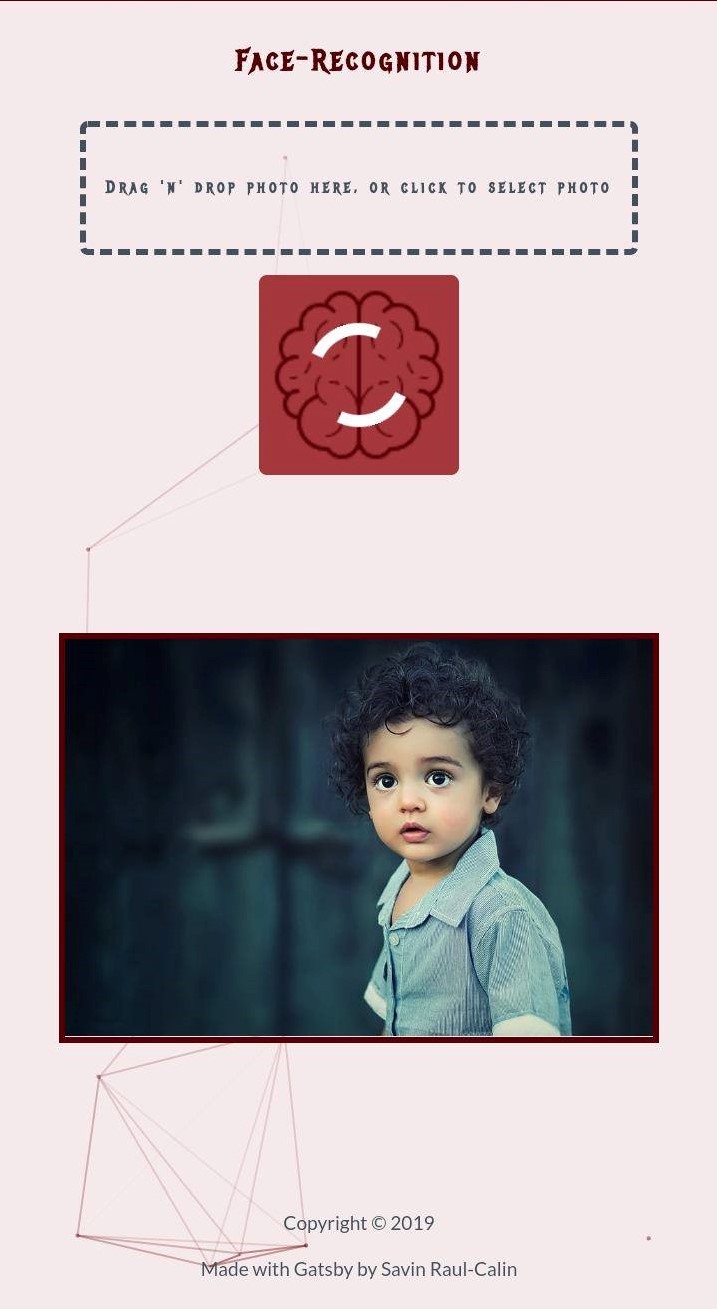 Face-Recognition
Drag 'n' drop photo here, or click to select photo
Copyright © 2019
Made with Gatsby by Savin Raul-Calin